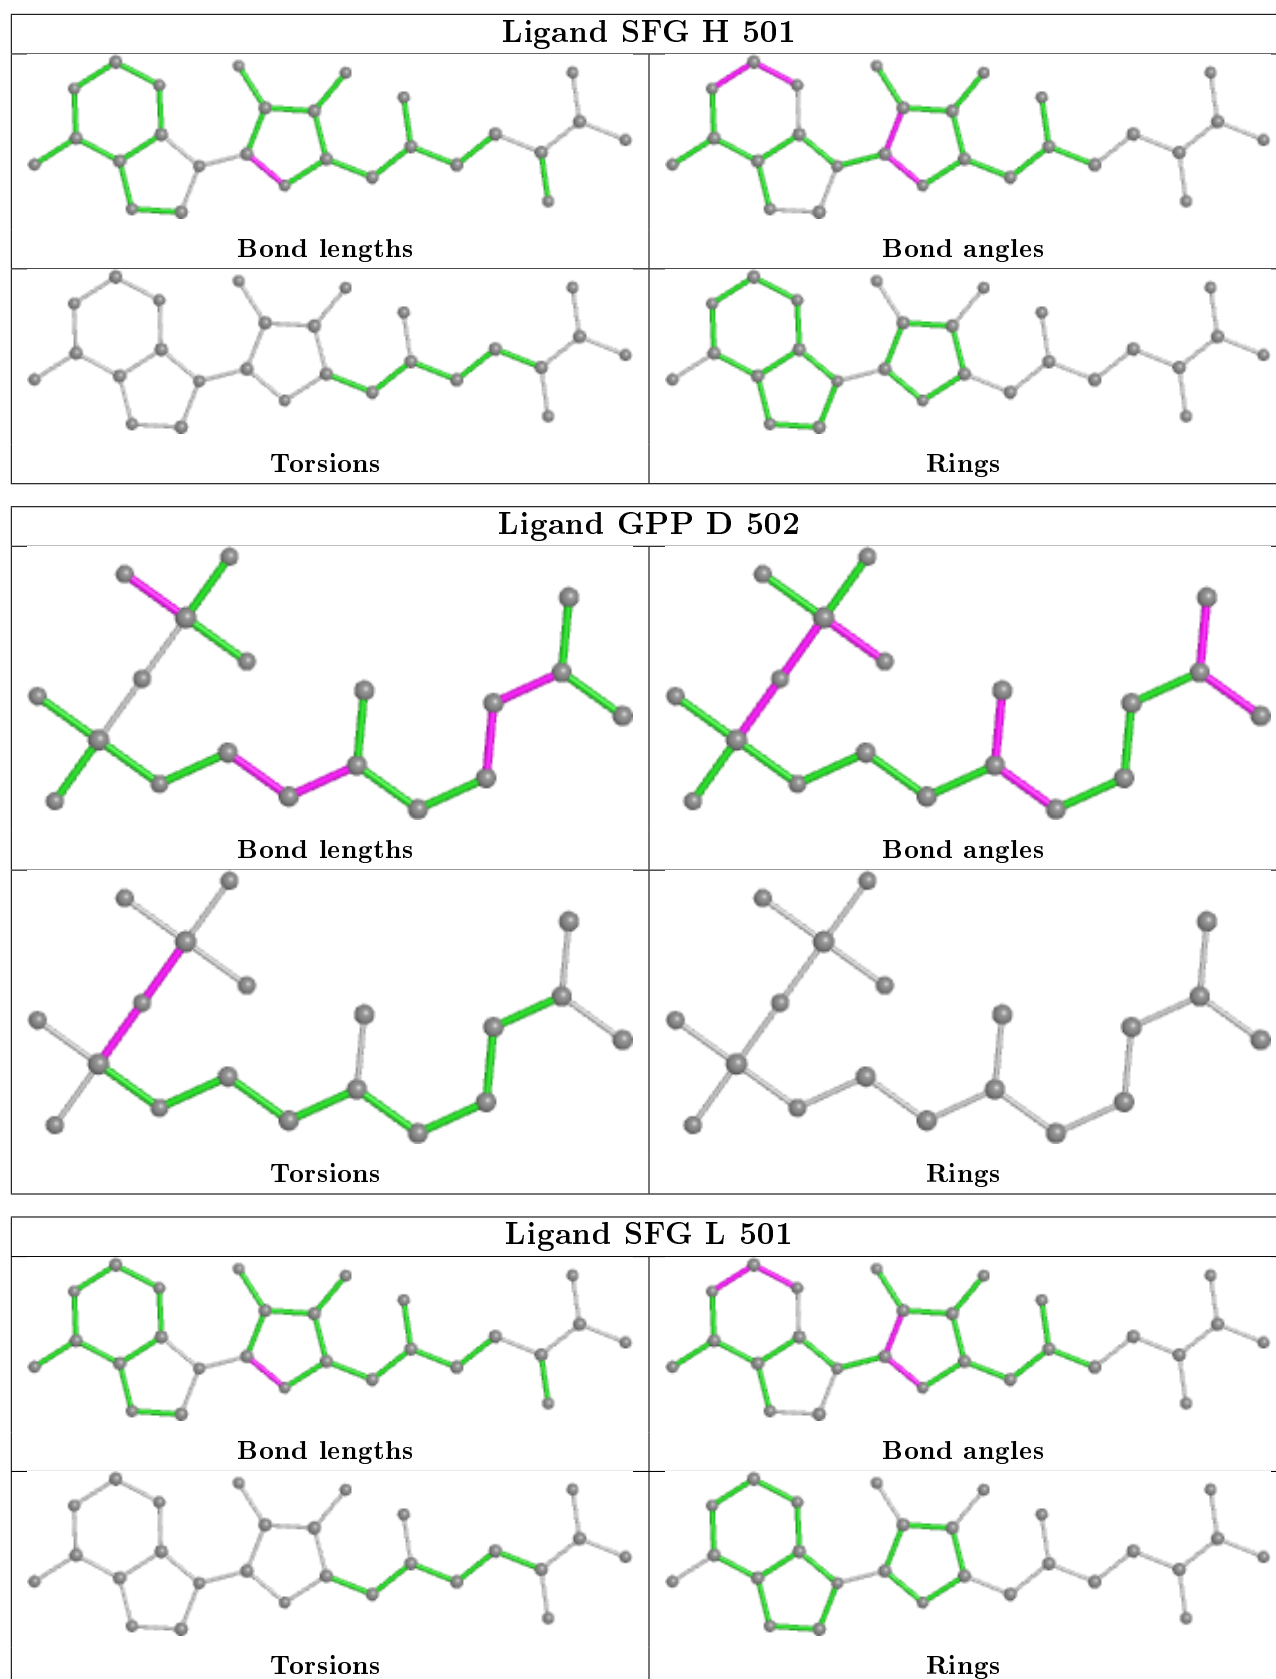 Ligand SFG H 501
Bond lengths
Bond angles
Torsions
Rings
Ligand GPP D 502
Bond lengths
Bond angles
Torsions
Rings
Ligand SFG L 501
Bond lengths
Bond angles
Torsions
Rings